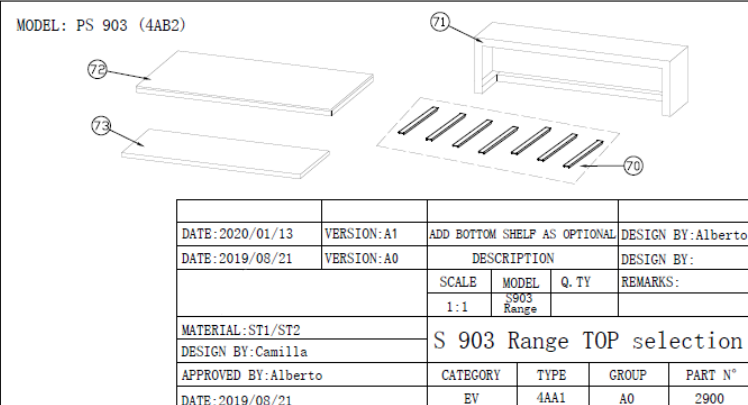 MODEL: PS 903 (4AB2)
71
72
73
70
DATE:2020/01/13 VERSION:A1 ADD BOTTOM SHELF AS OPTIONAL DESIGN BY:Alberto
DATE:2019/08/21 VERSION:A0 DESCRIPTION DESIGN BY:
SCALE MODEL Q.TY REMARKS:
1:1 S903 Range
MATERIAL:ST1/ST2
S 903 Range TOP selection
DESIGN BY:Camilla
APPROVED BY:Alberto CATEGORY TYPE GROUP PART N°
DATE:2019/08/21 EV 4AA1 A0 2900